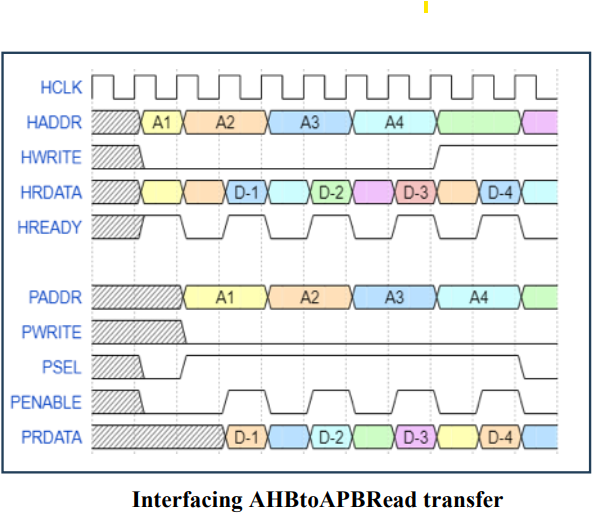 HCLK
HADDR A1 A2 A3 A4
HWRITE
HRDATA D-1 D-2 D-3 D-4
HREADY
PADDR A1 A2 A3 A4
PWRITE
PSEL
PENABLE
PRDATA D-1 D-2 D-3 D-4
Interfacing AHBtoAPBRead transfer